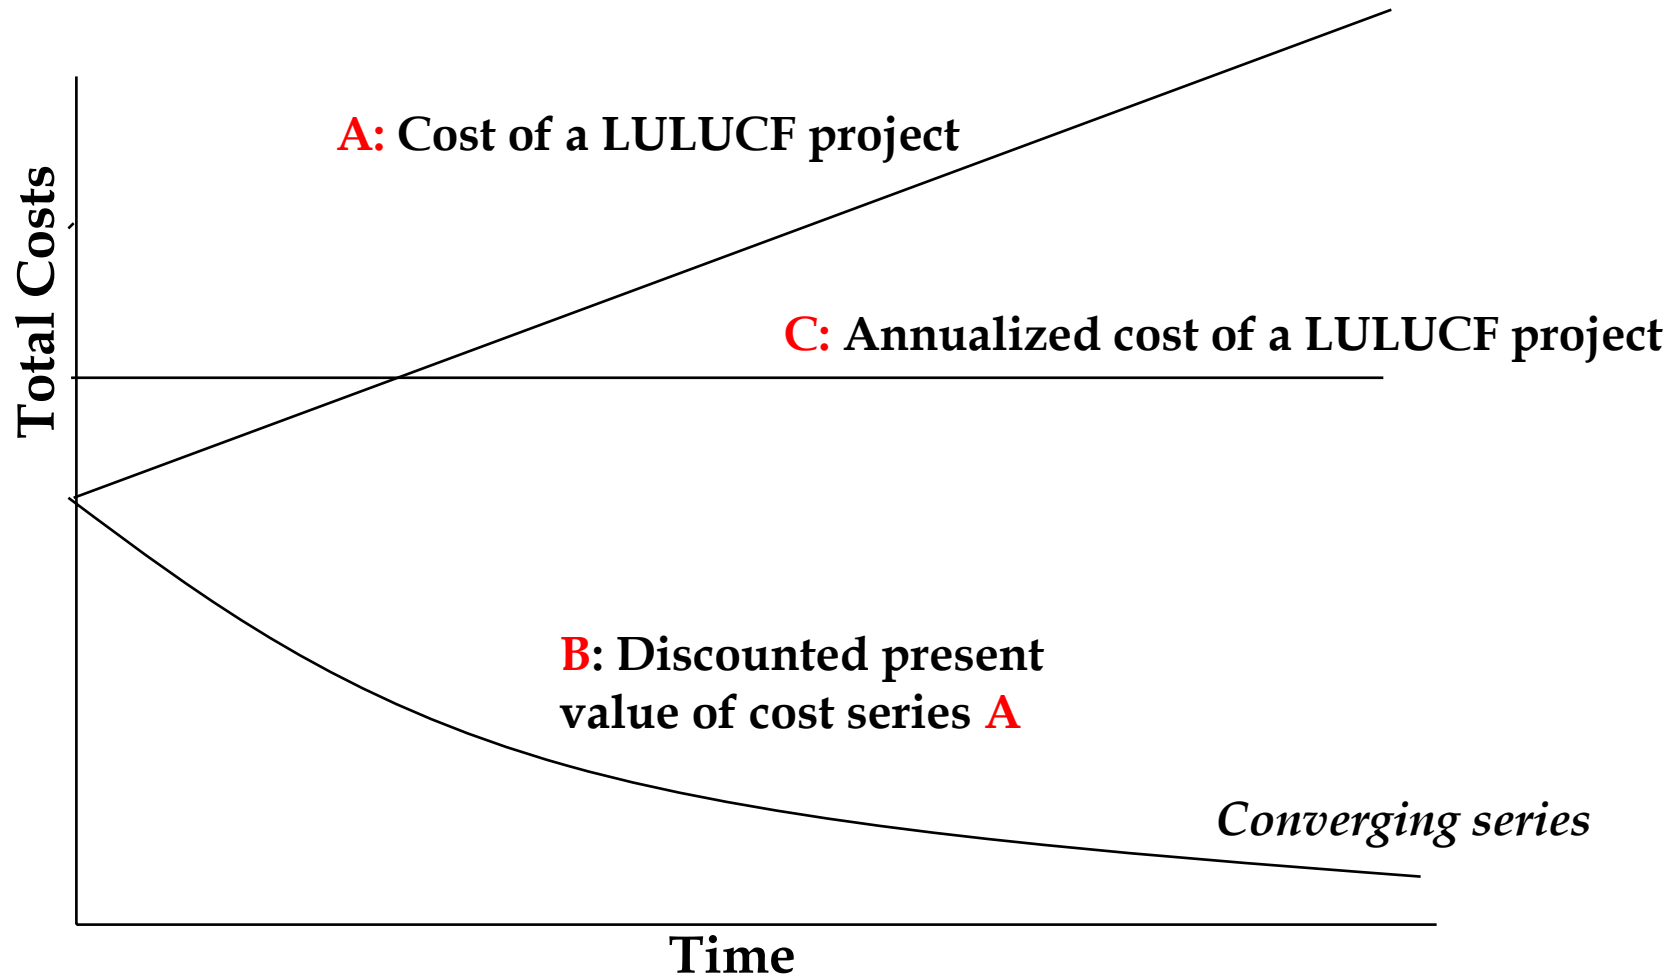 A: Cost of a LULUCF project
Total Costs
C: Annualized cost of a LULUCF project
B: Discounted present
value of cost series A
Converging series
Time